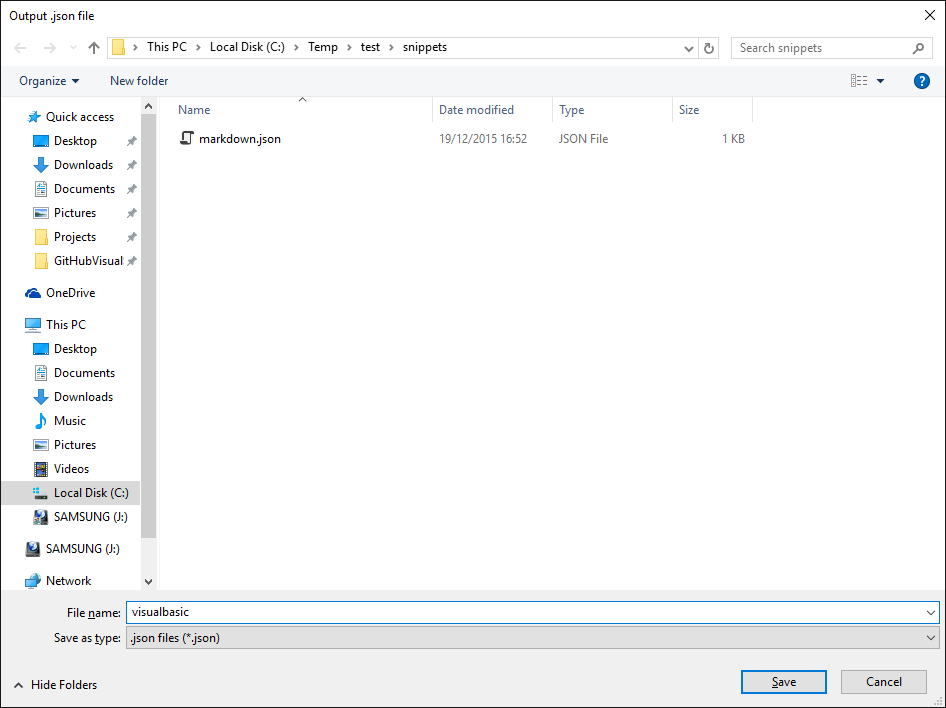 Output .json file
This PC Local Disk (C:) Temp test snippets
Search snippets
Organize New folder
?
Name Date modified Type Size
markdown.json 19/12/2015 16:52 JSON File 1 KB
Quick access
Desktop
Downloads
Documents
Pictures
Projects
GitHubVisual
OneDrive
This PC
Desktop
Documents
Downloads
Music
Pictures
Videos
Local Disk (C:)
SAMSUNG (J:)
SAMSUNG (J:)
Network
File name: visualbasic
Save as type: .json files (*.json)
Hide Folders
Save Cancel